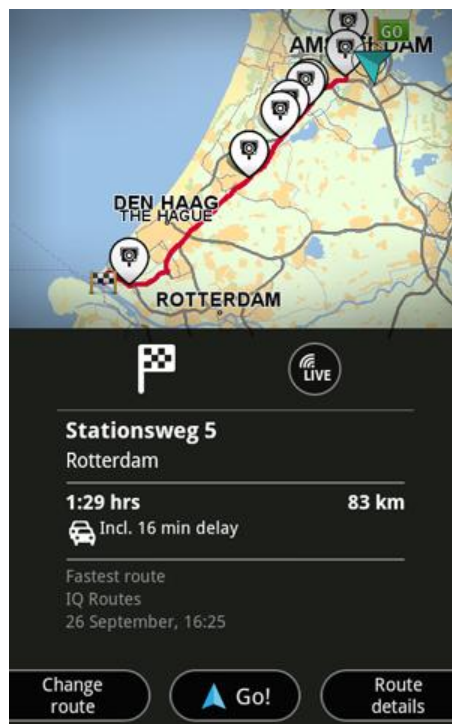 GO
AMSTERDAM
DEN HAAG
THE HAGUE
ROTTERDAM
LIVE
Stationsweg 5
Rotterdam
1:29 hrs 83 km
Incl. 16 min delay
Fastest route
IQ Routes
26 September, 16:25
Change
route
Go!
Route
details